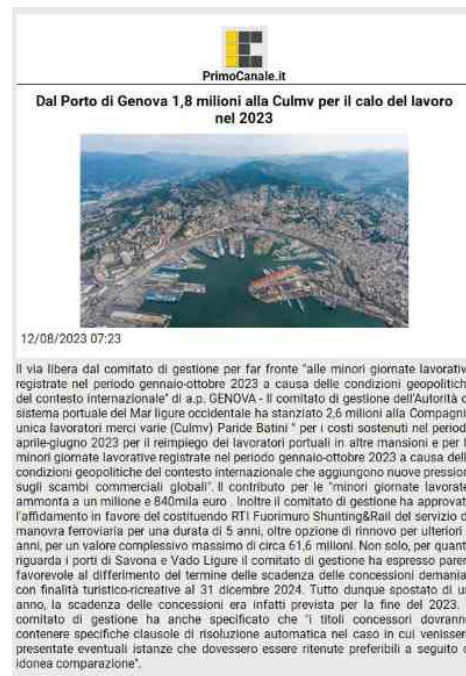 PrimoCanale.it
Dal Porto di Genova 1,8 milioni alla Culmv per il calo del lavoro
nel 2023
12/08/2023 07:23
Il via libera dal comitato di gestione per far fronte "alle minori giornate lavorativ
registrate nel periodo gennaio-ottobre 2023 a causa delle condizioni geopolitich
del contesto internazionale" di a.p. GENOVA - Il comitato di gestione dell'Autorità d
sistema portuale del Mar ligure occidentale ha stanziato 2,6 milioni alla Compagni
unica lavoratori merci varie (Culmv) Paride Batini " per i costi sostenuti nel period
aprile-giugno 2023 per il reimpiego dei lavoratori portuali in altre mansioni e per l
minori giornate lavorative registrate nel periodo gennaio-ottobre 2023 a causa dell
condizioni geopolitiche del contesto internazionale che aggiungono nuove pression
sugli scambi commerciali globali". Il contributo per le "minori giornate lavorate
ammonta a un milione e 840mila euro . Inoltre il comitato di gestione ha approvat
l'affidamento in favore del costituendo RTI Fuorimuro Shunting&Rail del servizio d
manovra ferroviaria per una durata di 5 anni, oltre opzione di rinnovo per ulteriori
anni, per un valore complessivo massimo di circa 61,6 milioni. Non solo, per quant
riguarda i porti di Savona e Vado Ligure il comitato di gestione ha espresso parer
favorevole al differimento del termine delle scadenza delle concessioni demania
con finalità turistico-ricreative al 31 dicembre 2024. Tutto dunque spostato di u
anno, la scadenza delle concessioni era infatti prevista per la fine del 2023.
comitato di gestione ha anche specificato che "i titoli concessori dovrann
contenere specifiche clausole di risoluzione automatica nel caso in cui venisser
presentate eventuali istanze che dovessero essere ritenute preferibili a seguito d
idonea comparazione".